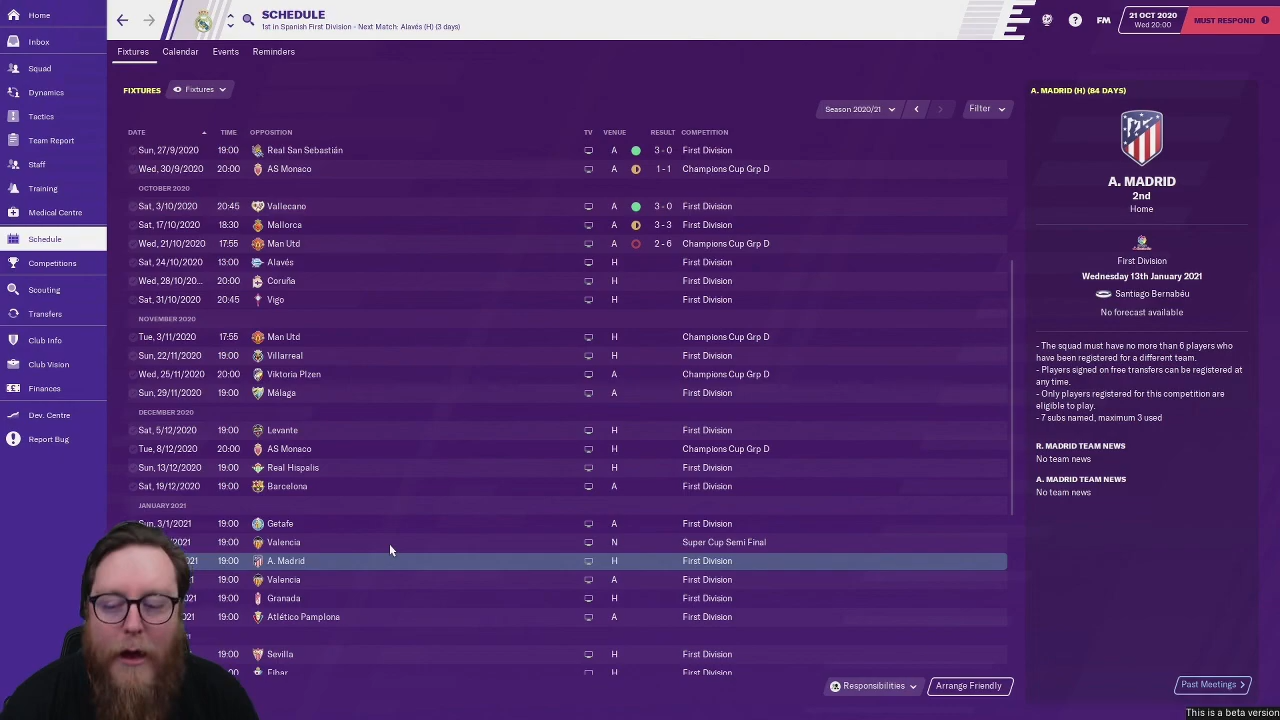 Home
Inbox
Squad
Dynamics
Tactics
Team Report
Staff
Training
Medical Centre
Schedule
Competitions
Scouting
Transfers
Club Info
Club Vision
Finances
Dev. Centre
Report Bug
SCHEDULE
1st in Spanish First Division - Next Match: Alavés (H) (3 days)
FM
21 OCT 2020
Wed 20:00
MUST RESPOND
Fixtures Calendar Events Reminders
FIXTURES Fixtures
Season 2020/21 Filter
DATE TIME OPPOSITION TV VENUE RESULT COMPETITION
Sun, 27/9/2020 19:00 Real San Sebastián A 3 - 0 First Division
Wed, 30/9/2020 20:00 AS Monaco A 1 - 1 Champions Cup Grp D
OCTOBER 2020
Sat, 3/10/2020 20:45 Vallecano A 3 - 0 First Division
Sat, 17/10/2020 18:30 Mallorca A 3 - 3 First Division
Wed, 21/10/2020 17:55 Man Utd A 2 - 6 Champions Cup Grp D
Sat, 24/10/2020 13:00 Alavés H First Division
Wed, 28/10/20... 20:00 Coruña H First Division
Sat, 31/10/2020 20:45 Vigo H First Division
NOVEMBER 2020
Tue, 3/11/2020 17:55 Man Utd H Champions Cup Grp D
Sun, 22/11/2020 19:00 Villarreal H First Division
Wed, 25/11/2020 20:00 Viktoria Plzen A Champions Cup Grp D
Sun, 29/11/2020 19:00 Málaga A First Division
DECEMBER 2020
Sat, 5/12/2020 19:00 Levante H First Division
Tue, 8/12/2020 20:00 AS Monaco H Champions Cup Grp D
Sun, 13/12/2020 19:00 Real Hispalis H First Division
Sat, 19/12/2020 19:00 Barcelona A First Division
JANUARY 2021
Sun, 3/1/2021 19:00 Getafe A First Division
2021 19:00 Valencia N Super Cup Semi Final
2021 19:00 A. Madrid H First Division
2021 19:00 Valencia A First Division
2021 19:00 Granada H First Division
2021 19:00 Atlético Pamplona A First Division
2021 19:00 Sevilla H First Division
19:00 Eibar First Division
Responsibilities Arrange Friendly
A. MADRID (H) (84 DAYS)
A. MADRID
2nd
Home
First Division
Wednesday 13th January 2021
Santiago Bernabéu
No forecast available
- The squad must have no more than 6 players who
have been registered for a different team.
- Players signed on free transfers can be registered at
any time.
- Only players registered for this competition are
eligible to play.
- 7 subs named, maximum 3 used
R. MADRID TEAM NEWS
No team news
A. MADRID TEAM NEWS
No team news
Past Meetings
This is a beta version